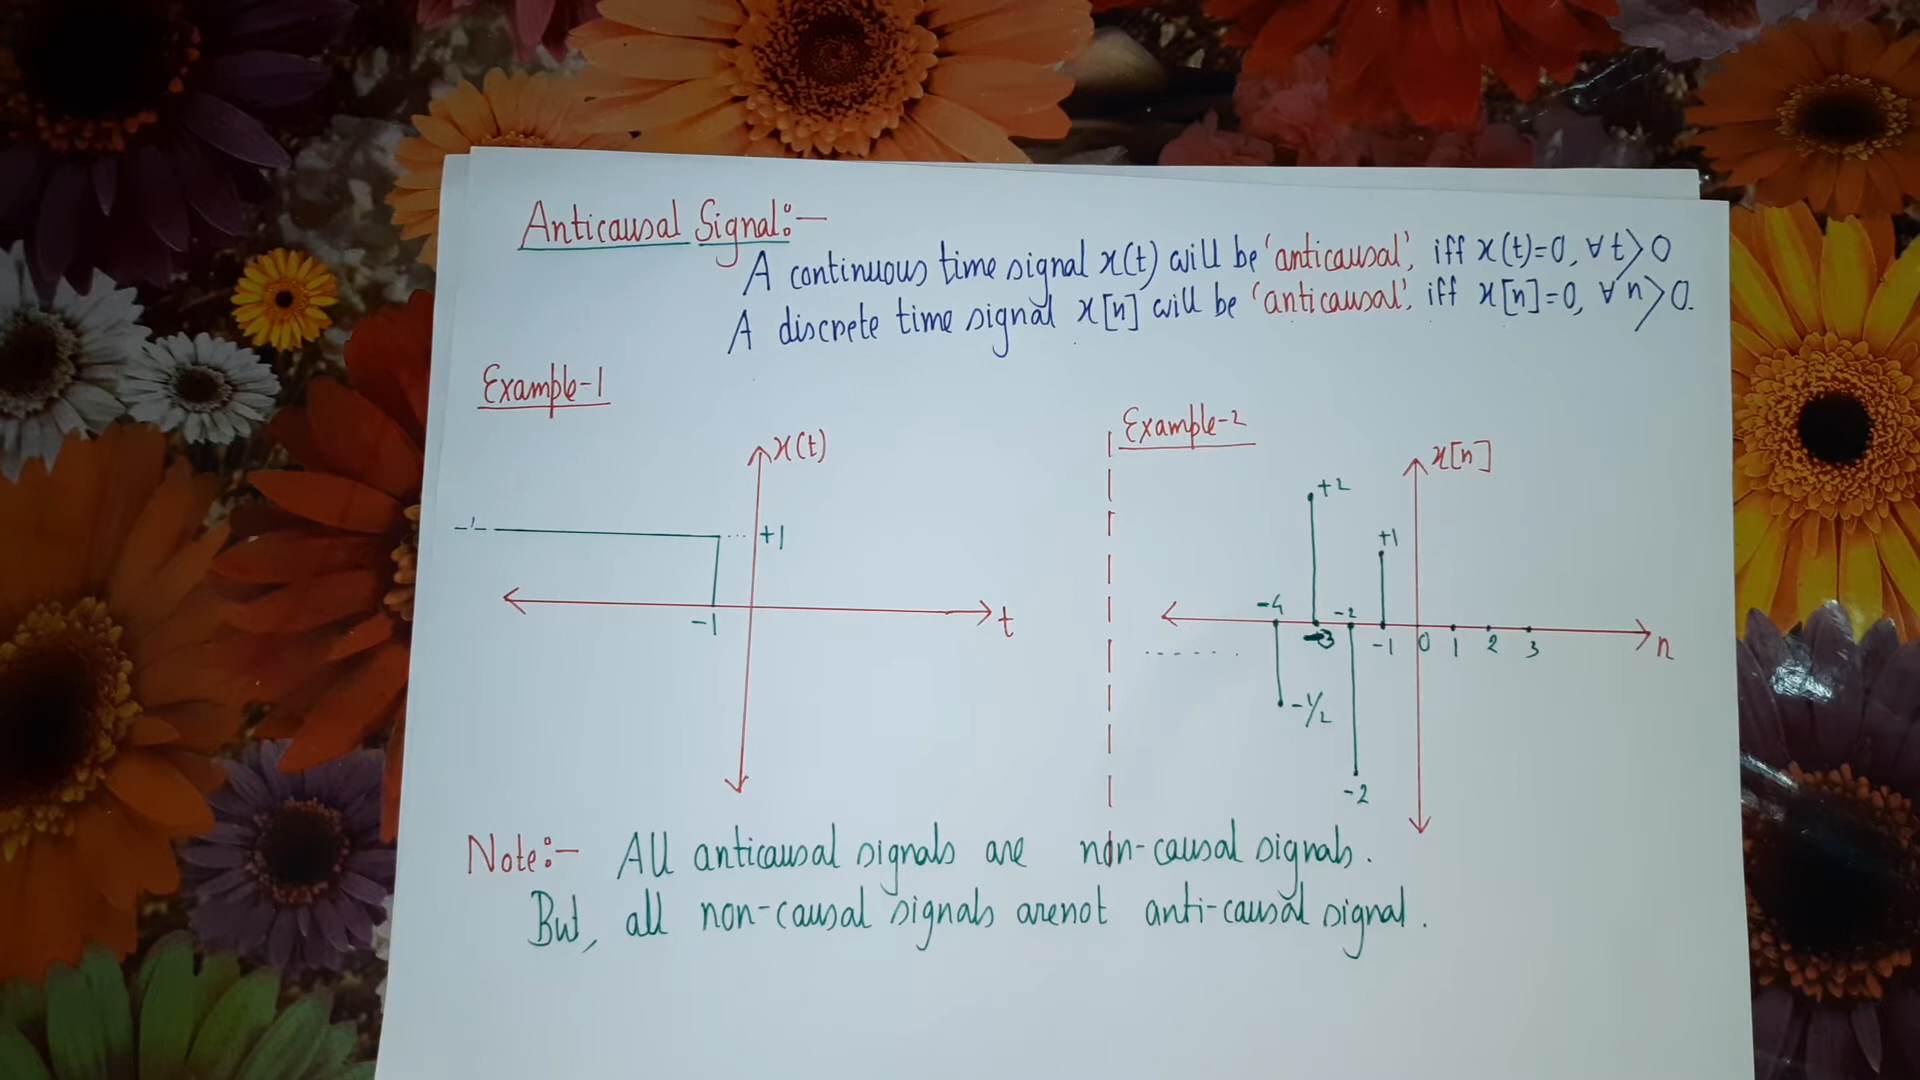 Anticausal Signal:-
A continuous time signal x(t) will be 'anticausal', iff x(t)=0, ∀ t>0
A discrete time signal x[n] will be 'anticausal', iff x[n]=0, ∀ n>0.
Example-1
x(t)
+1
-1
t
Example-2
x[n]
+2
+1
-4
-3
-2
-1 0 1 2 3
n
-1/2
-2
Note:- All anticausal signals are non-causal signals.
But, all non-causal signals are not anti-causal signal.